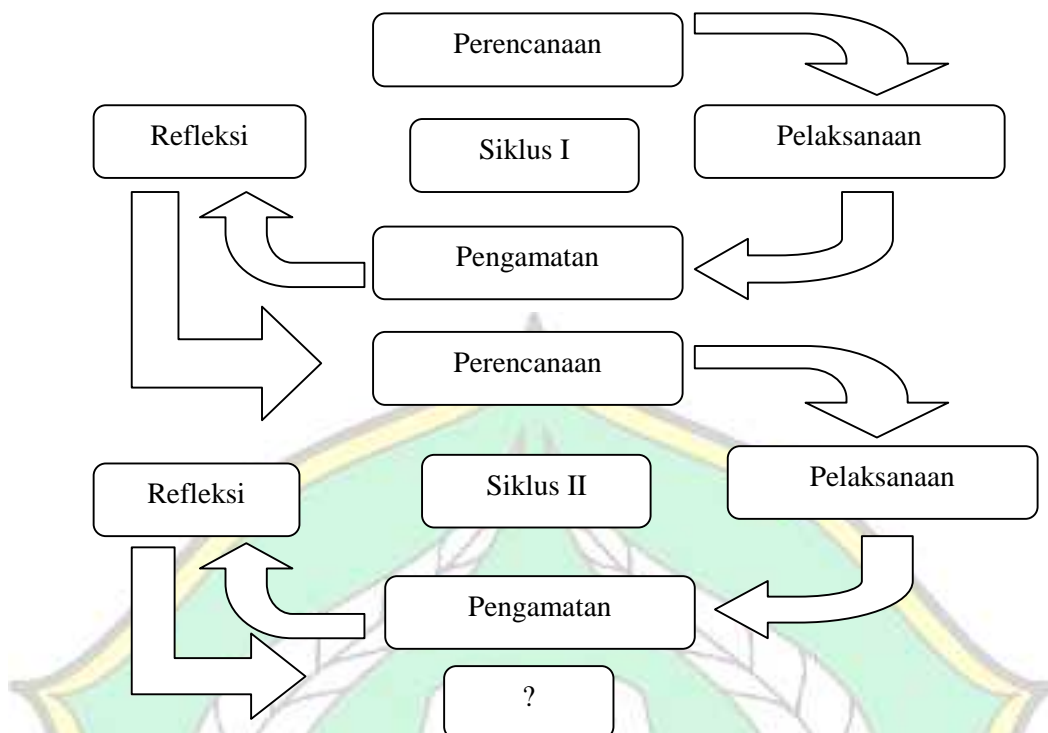 Perencanaan
Refleksi
Siklus I
Pelaksanaan
Pengamatan
Perencanaan
Refleksi
Siklus II
Pelaksanaan
Pengamatan
?